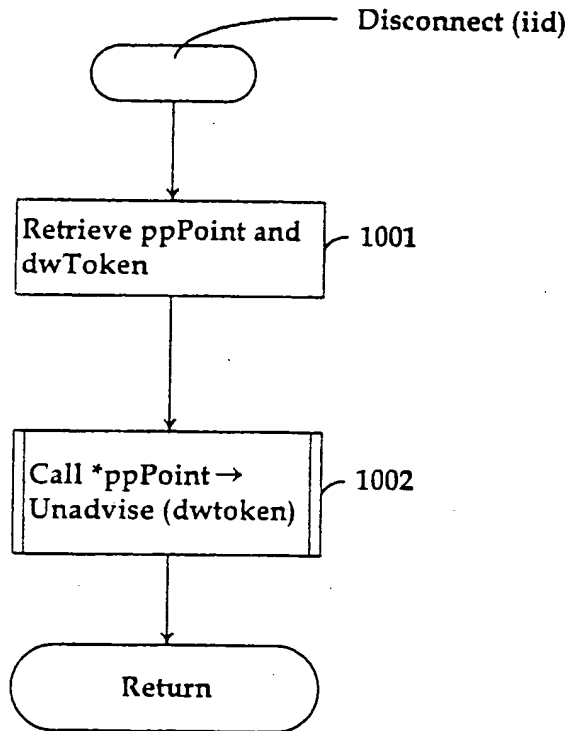 Disconnect (iid)
Retrieve ppPoint and
dwToken
1001
Call *ppPoint →
Unadvise (dwtoken)
1002
Return